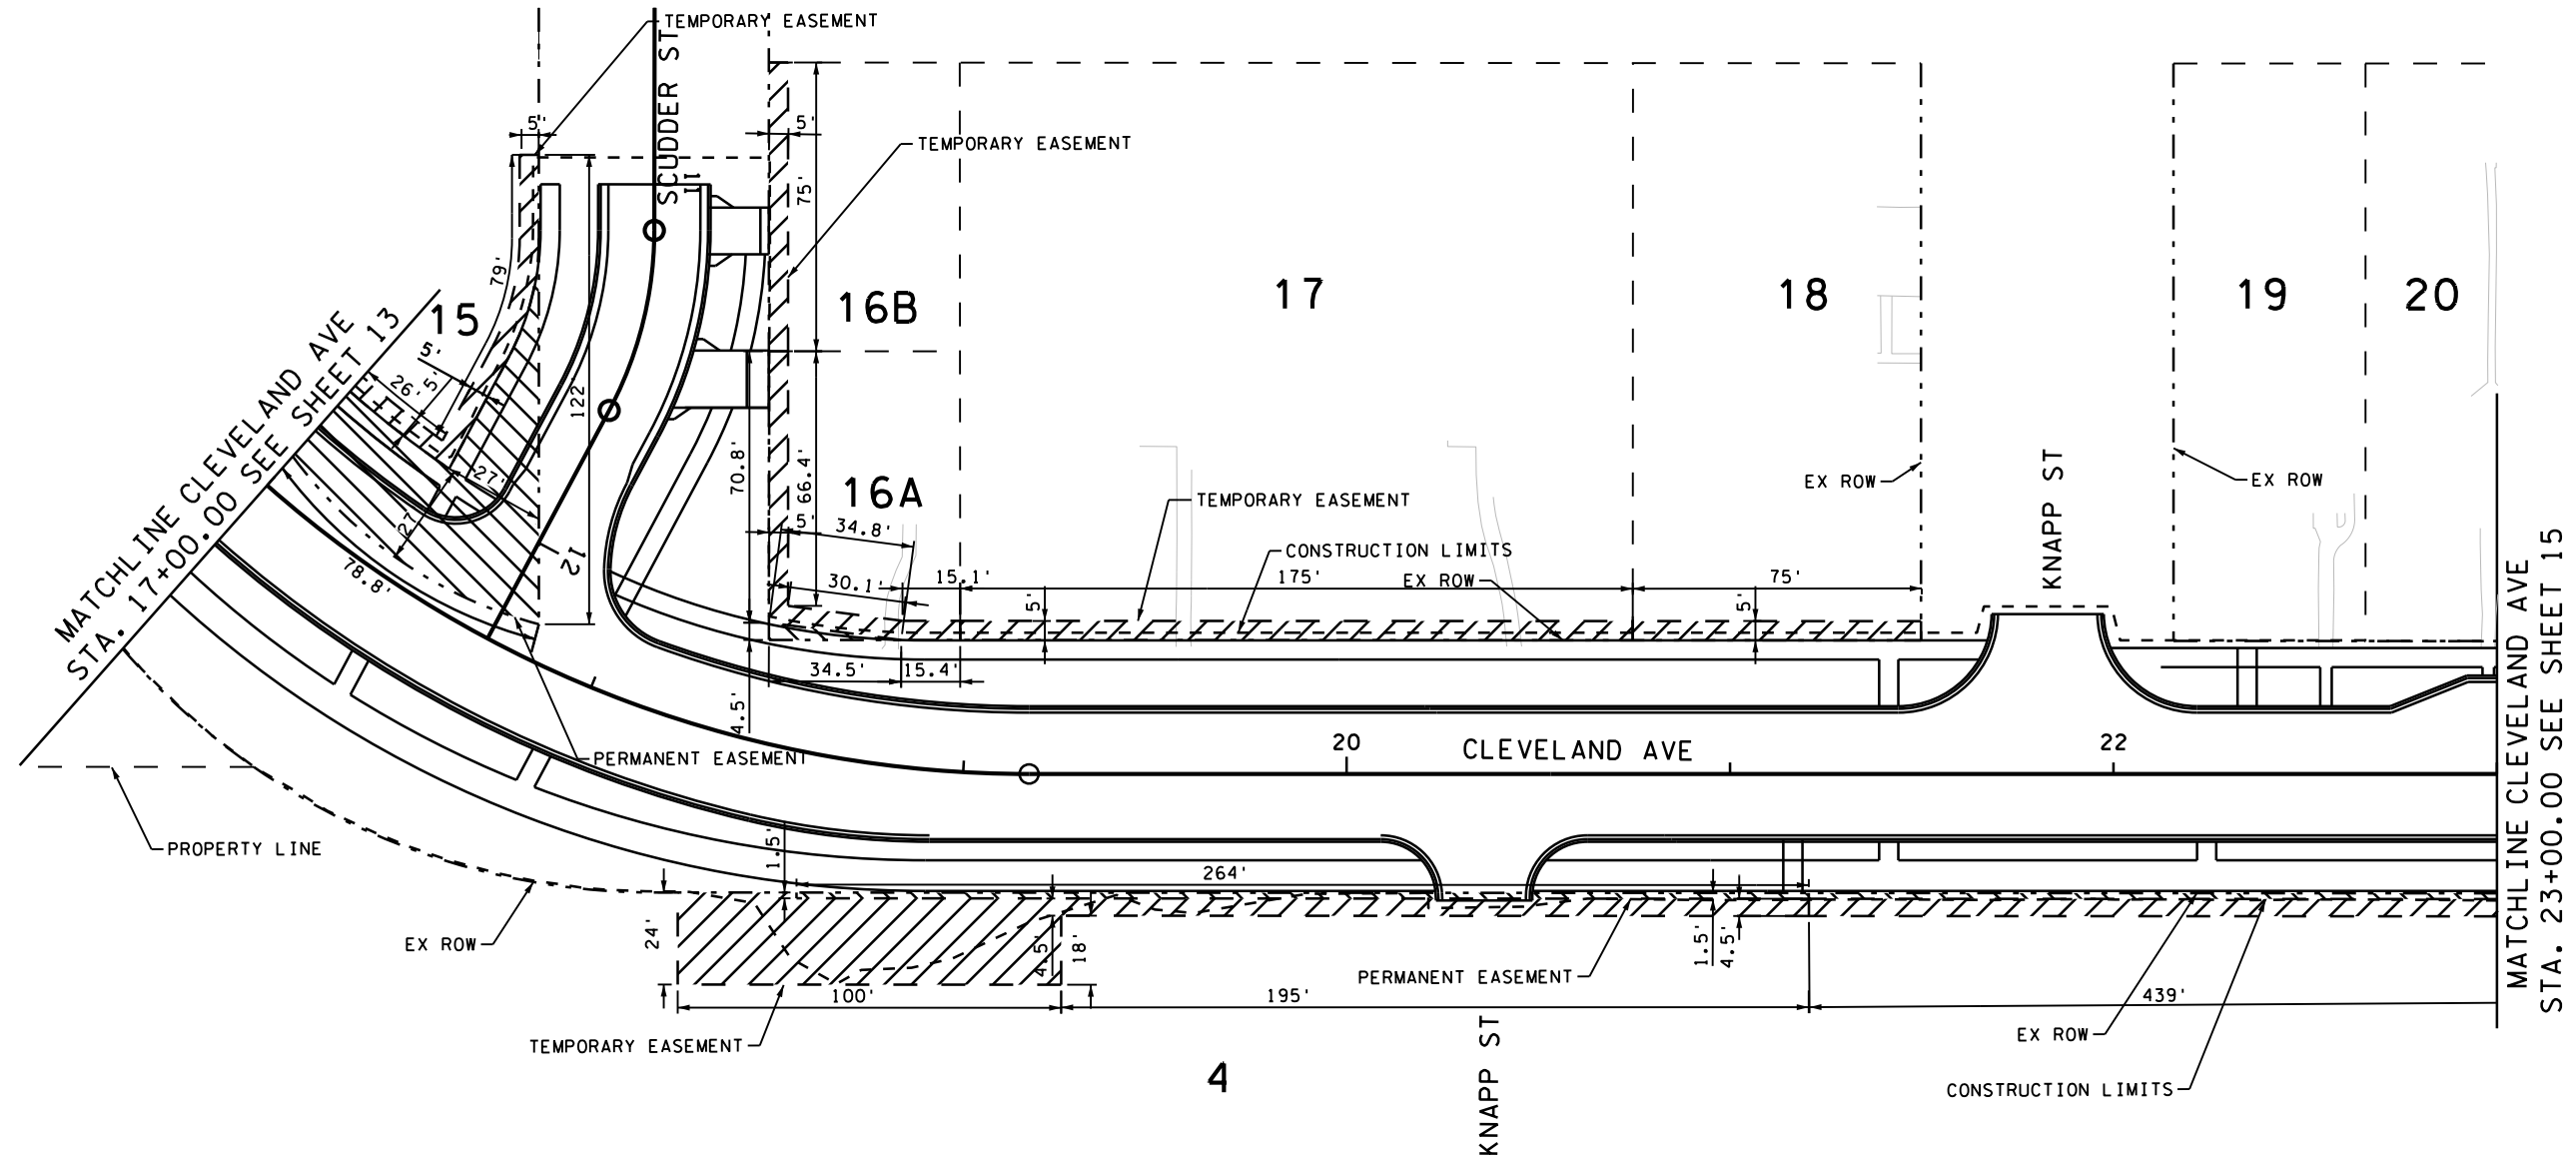 TEMPORARY EASEMENT
SCUDDER ST
11
5'
5'
TEMPORARY EASEMENT
75'
79'
15
16B
17
18
19
20
MATCHLINE CLEVELAND AVE
STA. 17+00.00 SEE SHEET 13
5'
26'
5'
122'
27'
27'
12
78.8'
70.8'
66.4'
16A
5'
34.8'
30.1'
15.1'
175'
75'
TEMPORARY EASEMENT
CONSTRUCTION LIMITS
EX ROW
5'
5'
EX ROW
KNAPP ST
EX ROW
34.5'
15.4'
4.5'
PERMANENT EASEMENT
20
CLEVELAND AVE
22
MATCHLINE CLEVELAND AVE
STA. 23+00.00 SEE SHEET 15
PROPERTY LINE
1.5'
264'
EX ROW
24'
4.5'
18'
1.5'
4.5'
PERMANENT EASEMENT
100'
195'
439'
TEMPORARY EASEMENT
EX ROW
CONSTRUCTION LIMITS
4
KNAPP ST